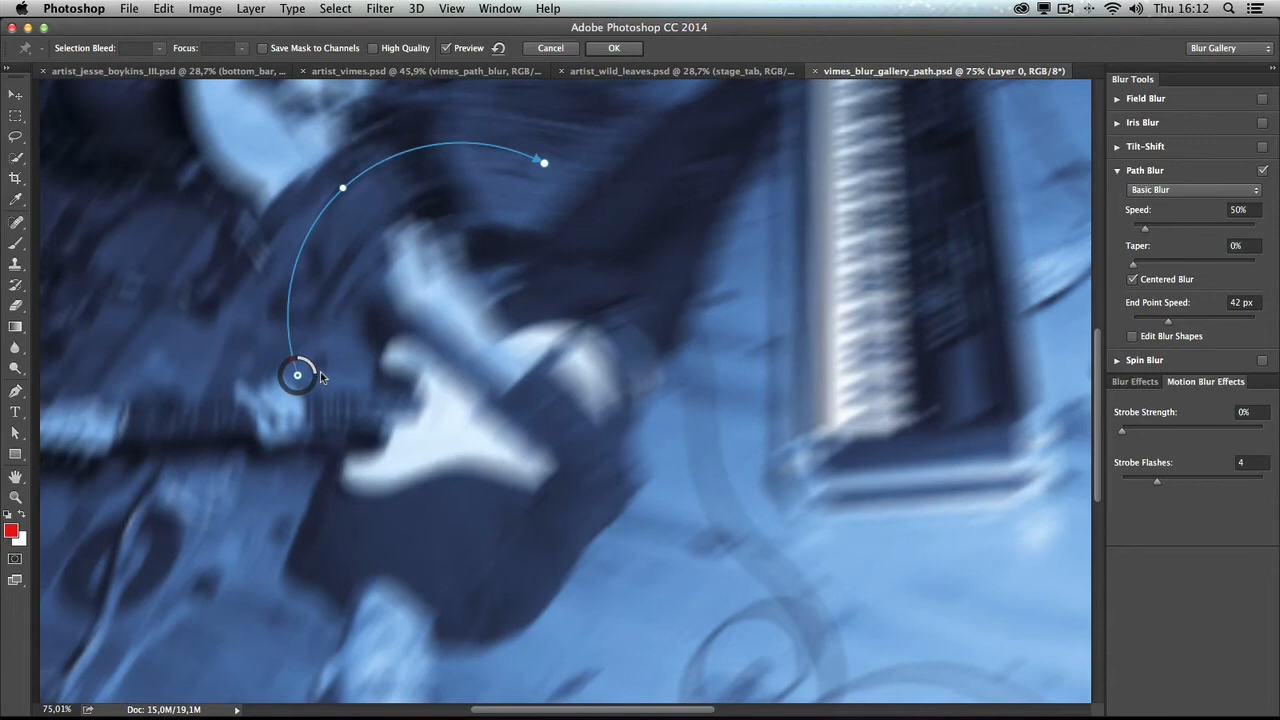 Photoshop File Edit Image Layer Type Select Filter 3D View Window Help Thu 16:12
Adobe Photoshop CC 2014
Selection Bleed: Focus: Save Mask to Channels High Quality Preview Cancel OK Blur Gallery
artist_jesse_boykins_III.psd @ 28,7% (bottom_bar, ... artist_vimes.psd @ 45,9% (vimes_path_blur, RGB/... artist_wild_leaves.psd @ 28,7% (stage_tab, RGB/... vimes_blur_gallery_path.psd @ 75% (Layer 0, RGB/8*)
Blur Tools
Field Blur
Iris Blur
Tilt-Shift
Path Blur
Basic Blur
Speed: 50%
Taper: 0%
Centered Blur
End Point Speed: 42 px
Edit Blur Shapes
Spin Blur
Blur Effects Motion Blur Effects
Strobe Strength: 0%
Strobe Flashes: 4
75,01% Doc: 15,0M/19,1M